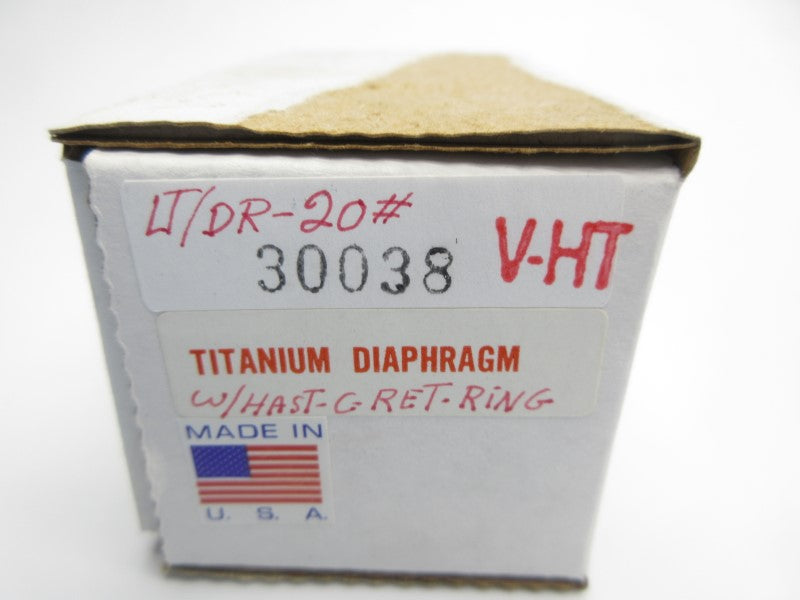 LT/DR-20#
30038 V-HT
TITANIUM DIAPHRAGM
W/HAST-C-RET-RING
MADE IN
U. S. A.